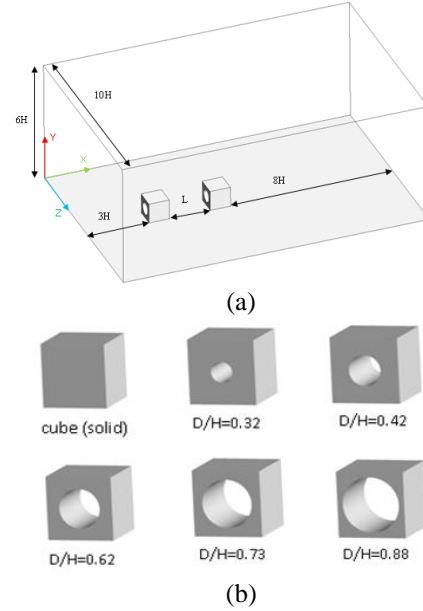 6H
10H
Y
X
Z
3H
L
8H
(a)
cube (solid)
D/H=0.32
D/H=0.42
D/H=0.62
D/H=0.73
D/H=0.88
(b)